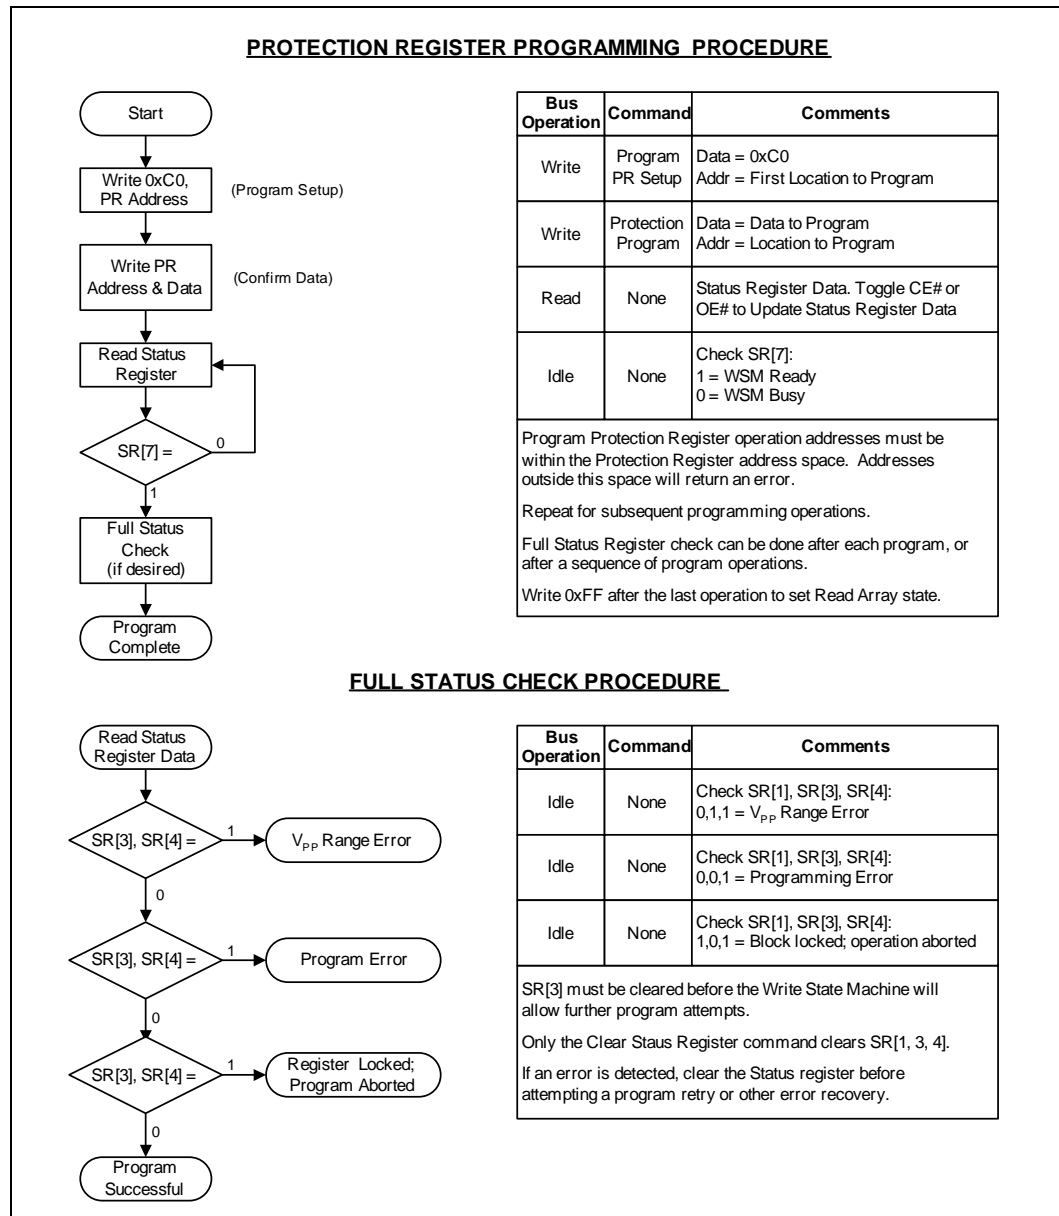 PROTECTION REGISTER PROGRAMMING PROCEDURE
Start
Write 0xC0,
PR Address
(Program Setup)
Write PR
Address & Data
(Confirm Data)
Read Status
Register
SR[7] =
0
1
Full Status
Check
(if desired)
Program
Complete
Bus
Operation
Command
Comments
Write
Program
PR Setup
Data = 0xC0
Addr = First Location to Program
Write
Protection
Program
Data = Data to Program
Addr = Location to Program
Read
None
Status Register Data. Toggle CE# or
OE# to Update Status Register Data
Idle
None
Check SR[7]:
1 = WSM Ready
0 = WSM Busy
Program Protection Register operation addresses must be
within the Protection Register address space. Addresses
outside this space will return an error.
Repeat for subsequent programming operations.
Full Status Register check can be done after each program, or
after a sequence of program operations.
Write 0xFF after the last operation to set Read Array state.
FULL STATUS CHECK PROCEDURE
Read Status
Register Data
SR[3], SR[4] =
1
VPP Range Error
0
SR[3], SR[4] =
1
Program Error
0
SR[3], SR[4] =
1
Register Locked;
Program Aborted
0
Program
Successful
Bus
Operation
Command
Comments
Idle
None
Check SR[1], SR[3], SR[4]:
0,1,1 = VPP Range Error
Idle
None
Check SR[1], SR[3], SR[4]:
0,0,1 = Programming Error
Idle
None
Check SR[1], SR[3], SR[4]:
1,0,1 = Block locked; operation aborted
SR[3] must be cleared before the Write State Machine will
allow further program attempts.
Only the Clear Staus Register command clears SR[1, 3, 4].
If an error is detected, clear the Status register before
attempting a program retry or other error recovery.